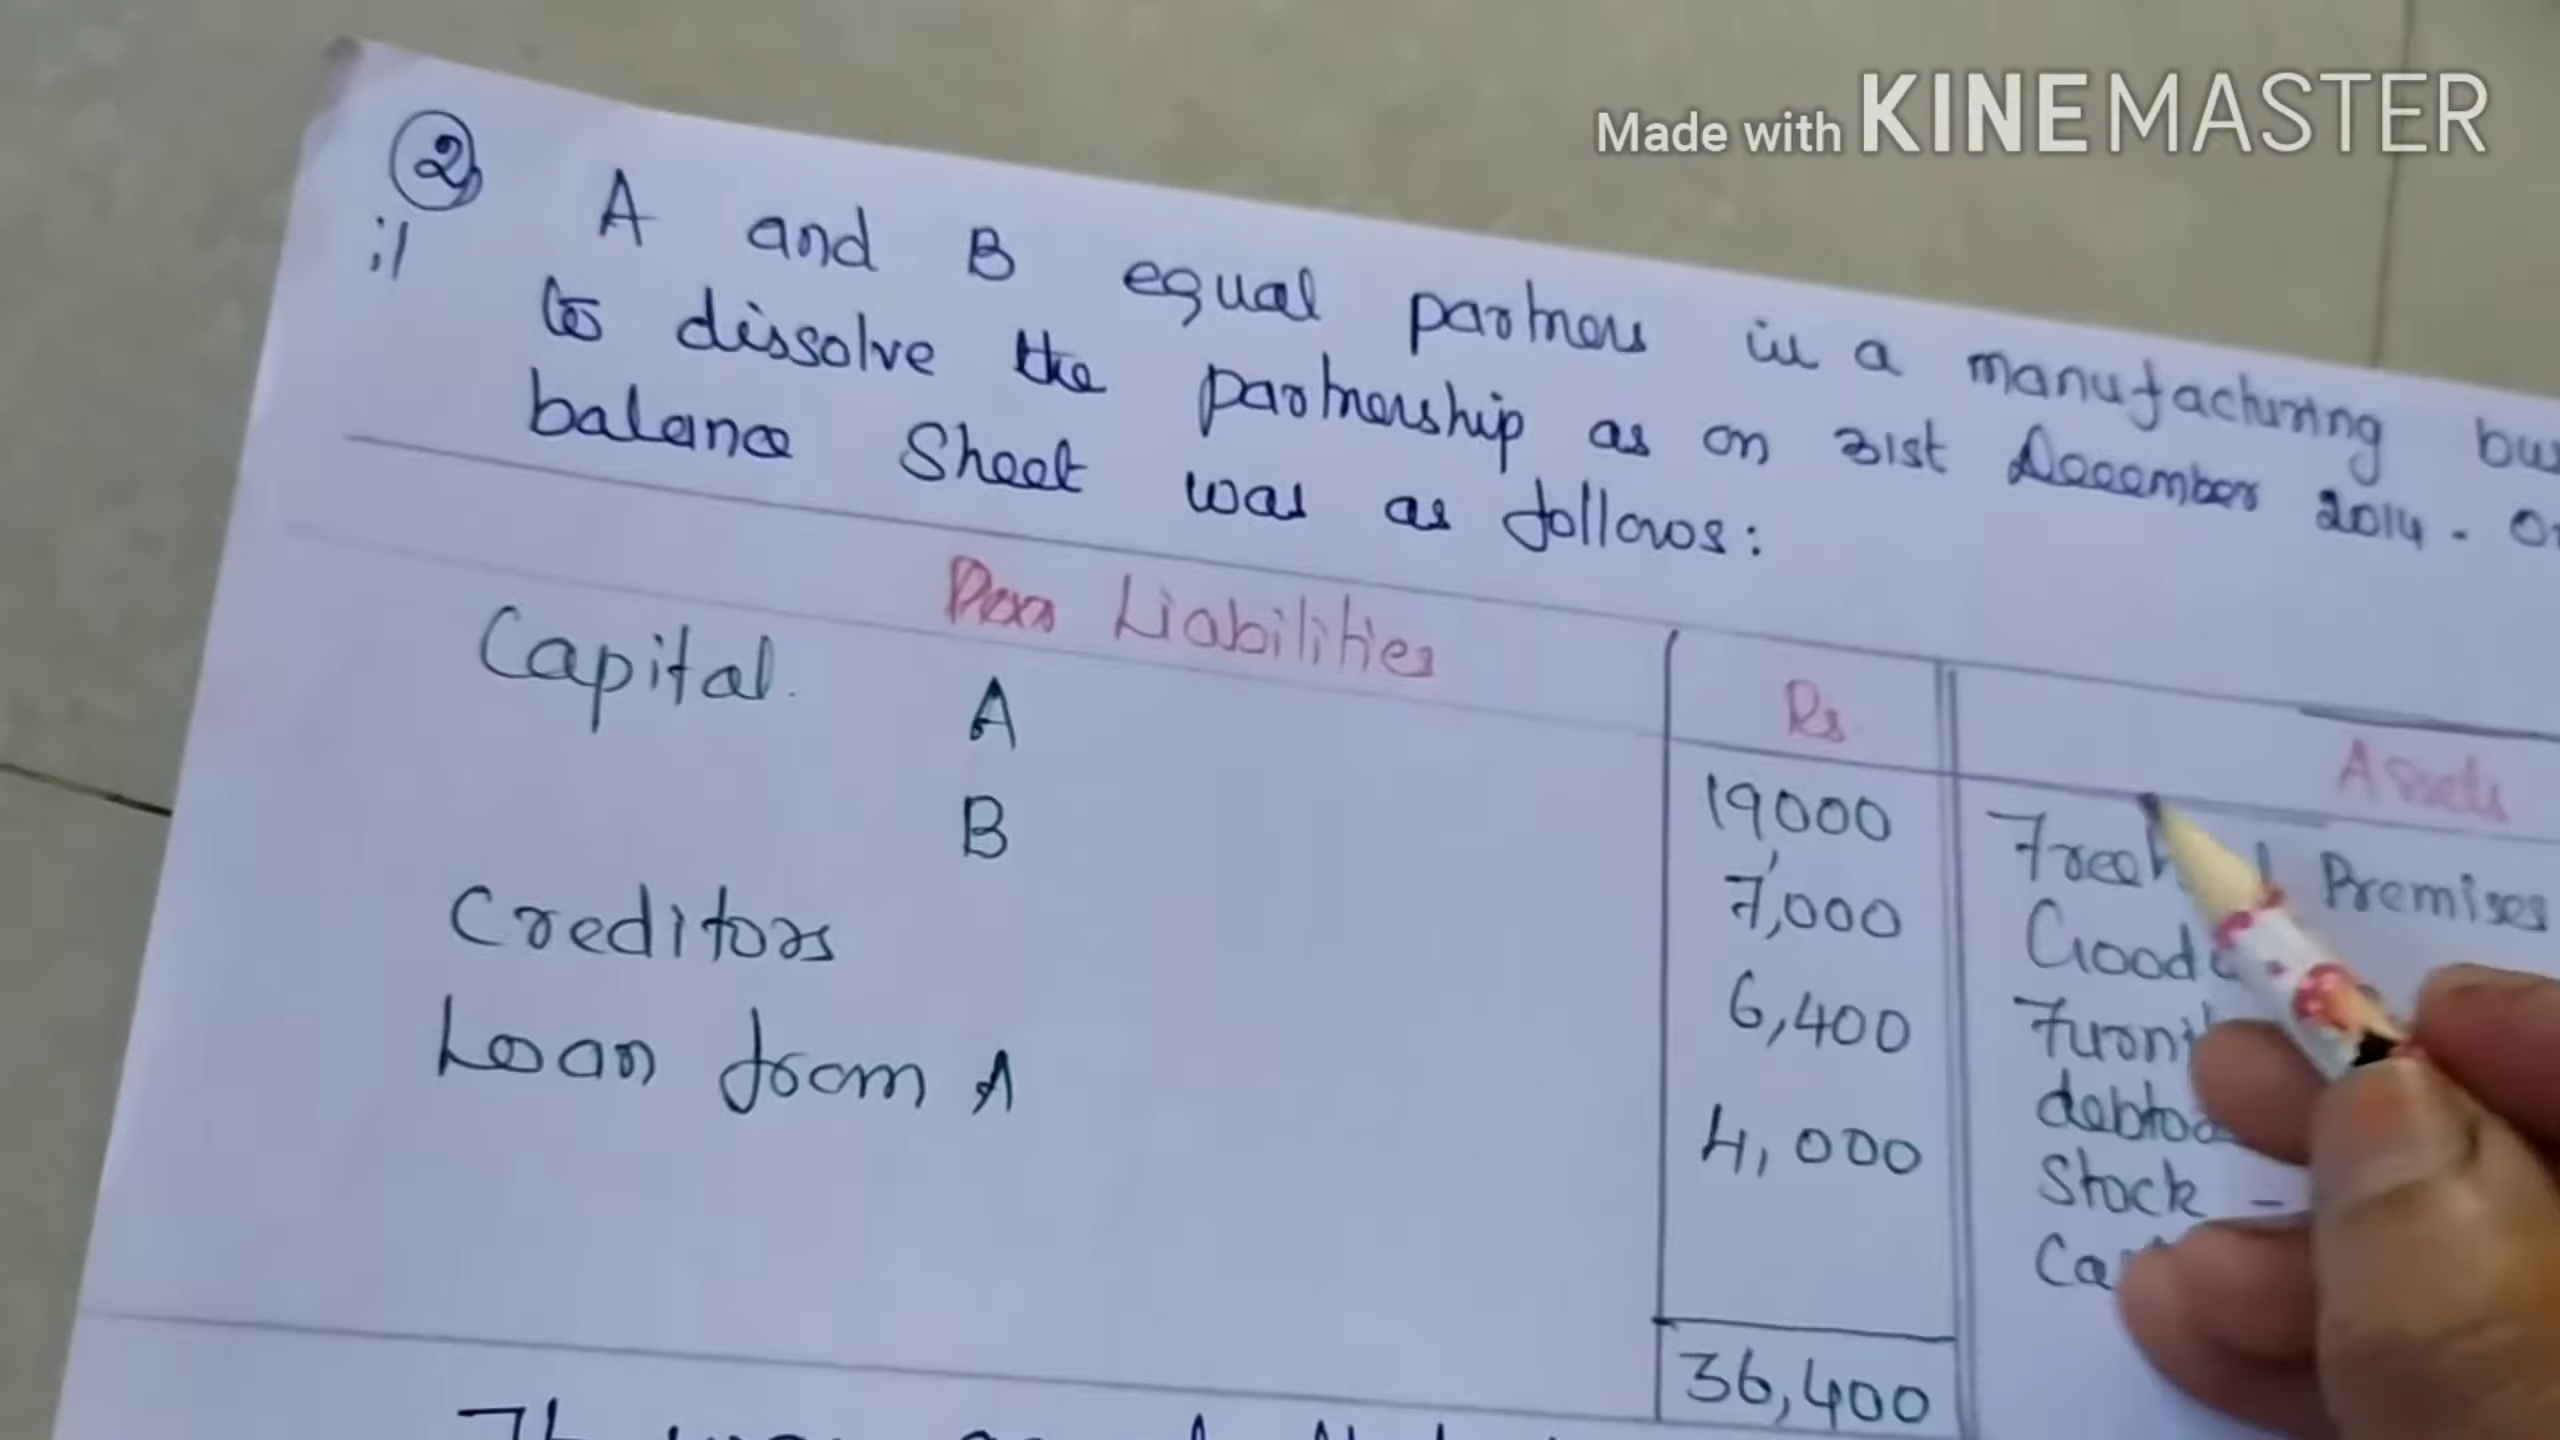 Made with KINEMASTER
2
A and B equal partners in a manufacturing
to dissolve the partnership as on 31st December 2014.
balance Sheet was as follows:
Liabilities Rs Assets
Capital. A 19000 Premises
B 7,000
Creditors 6,400
Loan from A 4,000
Stock -
36,400